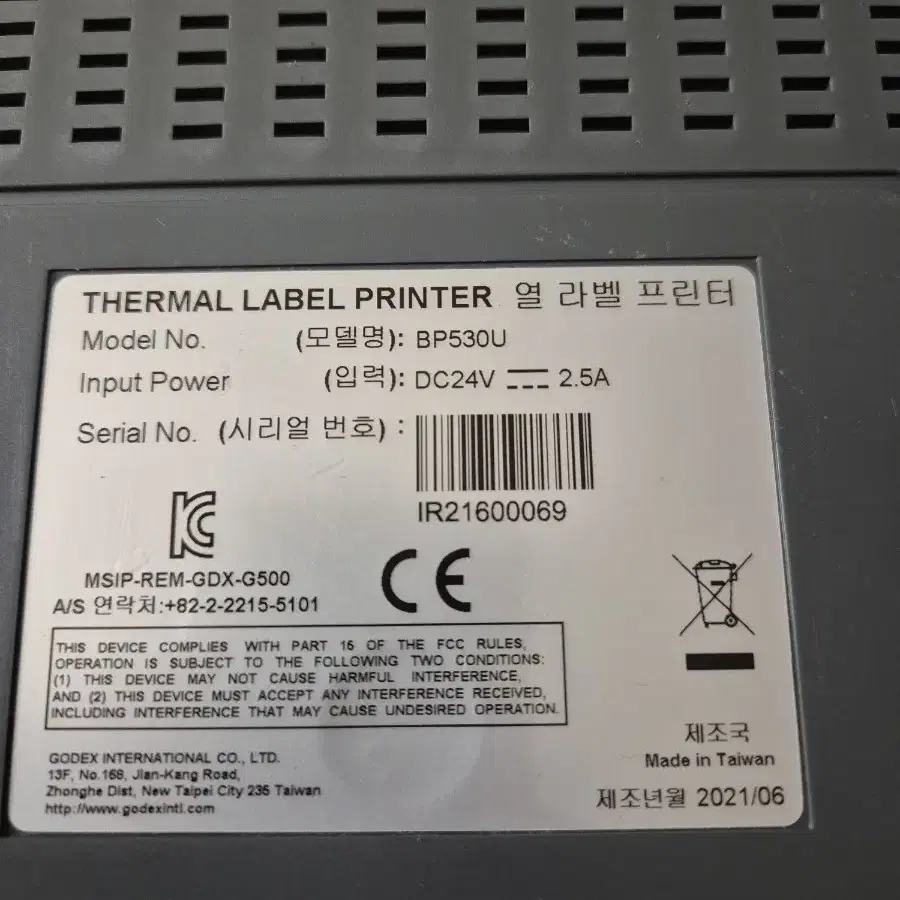 THERMAL LABEL PRINTER 열 라벨 프린터
Model No. (모델명): BP530U
Input Power (입력): DC24V 2.5A
Serial No. (시리얼 번호) :
IR21600069
MSIP-REM-GDX-G500
A/S 연락처:+82-2-2215-5101
CE
THIS DEVICE COMPLIES WITH PART 15 OF THE FCC RULES,
OPERATION IS SUBJECT TO THE FOLLOWING TWO CONDITIONS:
(1) THIS DEVICE MAY NOT CAUSE HARMFUL INTERFERENCE,
AND (2) THIS DEVICE MUST ACCEPT ANY INTERFERENCE RECEIVED,
INCLUDING INTERFERENCE THAT MAY CAUSE UNDESIRED OPERATION.
GODEX INTERNATIONAL CO., LTD.
13F, No.168, Jian-Kang Road,
Zhonghe Dist, New Taipei City 235 Taiwan
http://www.godexintl.com
제조국
Made in Taiwan
제조년월 2021/06